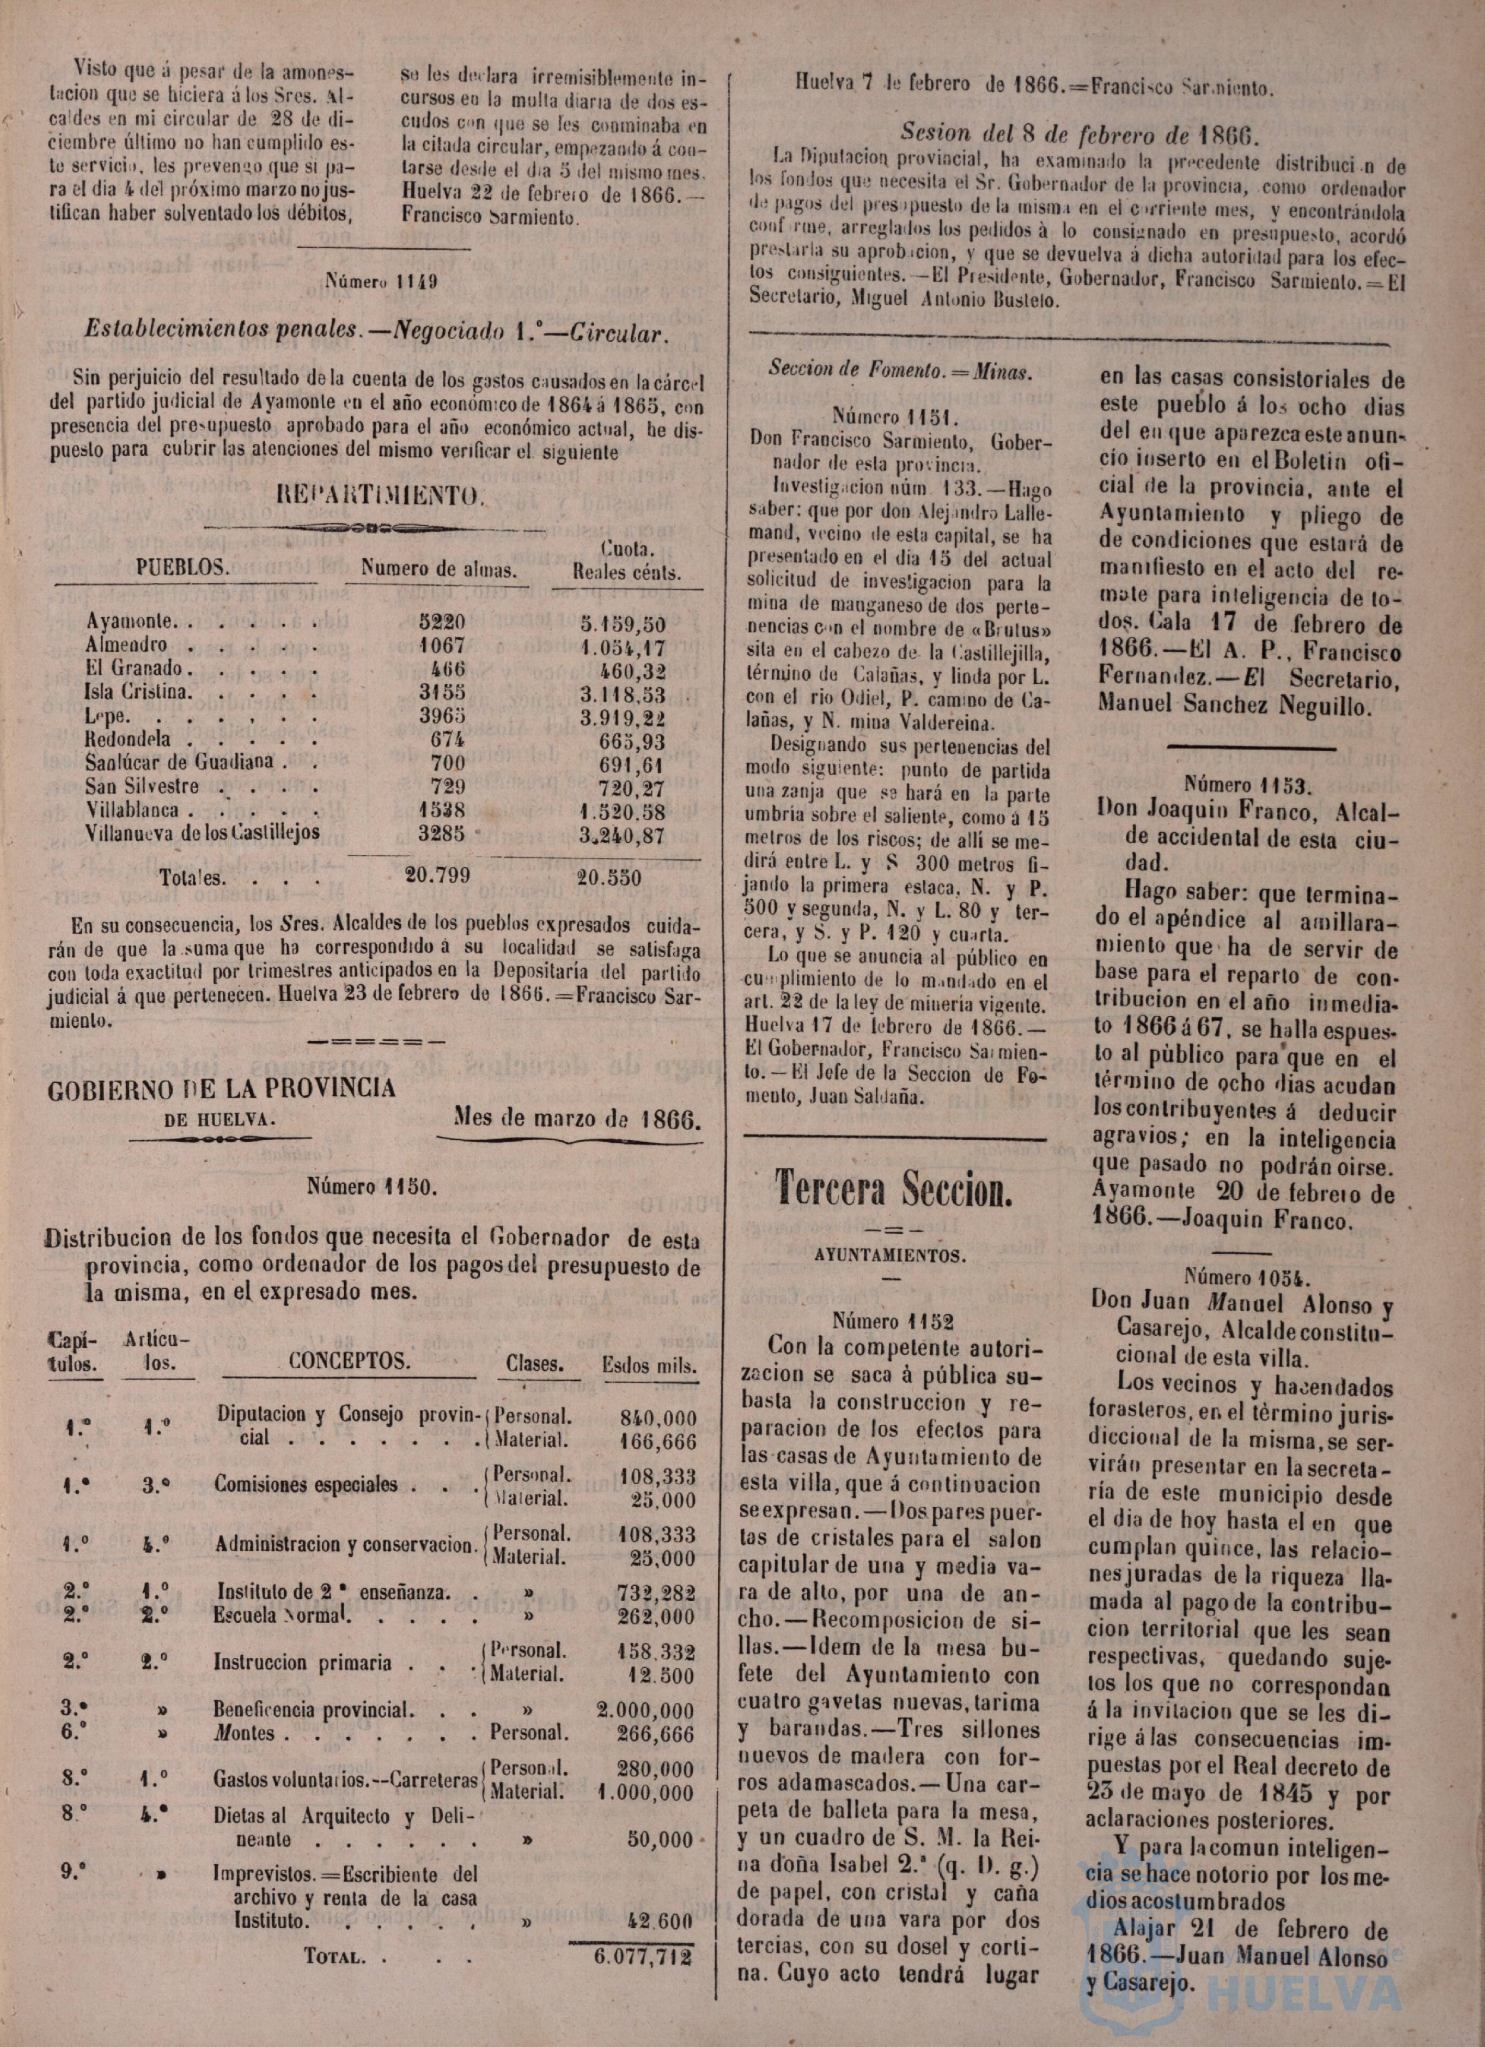 Visto que á pesar de la amones-
tacion que se hiciera á los Sres. Al-
caldes en mi circular de 28 de di-
ciembre último no han cumplido es-
te servicio, les prevengo que si pa-
ra el dia 4 del próximo marzo no jus-
tifican haber solventado los débitos,
se les declara irremisiblemente in-
cursos en la multa diaria de dos es-
cudos con que se les conminaba en
la citada circular, empezando á con-
tarse desde el dia 5 del mismo mes.
Huelva 22 de febrero de 1866.—
Francisco Sarmiento.
Número 1149
Establecimientos penales.—Negociado 1.°—Circular.
Sin perjuicio del resultado de la cuenta de los gastos causados en la cárcel
del partido judicial de Ayamonte en el año económico de 1864 á 1865, con
presencia del presupuesto aprobado para el año económico actual, he dis-
puesto para cubrir las atenciones del mismo verificar el siguiente
REPARTIMIENTO.
PUEBLOS. Numero de almas. Cuota. Reales cénts.
Ayamonte. . . . . . 5220 5.159,50
Almendro . . . . . 1067 1.054,17
El Granado . . . . . 466 460,32
Isla Cristina. . . . . 3155 3.118,53
Lepe. . . . . . . 3965 3.919,22
Redondela . . . . . 674 665,93
Sanlúcar de Guadiana . . 700 691,61
San Silvestre . . . . 729 720,27
Villablanca . . . . . 1538 1.520.58
Villanueva de los Castillejos 3285 3.240,87
Totales. . . . 20.799 20.550
En su consecuencia, los Sres. Alcaldes de los pueblos expresados cuida-
rán de que la suma que ha correspondido á su localidad se satisfaga
con toda exactitud por trimestres anticipados en la Depositaría del partido
judicial á que pertenecen. Huelva 23 de febrero de 1866.=Francisco Sar-
miento.
GOBIERNO DE LA PROVINCIA
DE HUELVA.
Mes de marzo de 1866.
Número 1150.
Distribucion de los fondos que necesita el Gobernador de esta
provincia, como ordenador de los pagos del presupuesto de
la misma, en el expresado mes.
Capí-tulos. Artícu-los. CONCEPTOS. Clases. Esdos mils.
1.° 1.° Diputacion y Consejo provin- Personal. 840,000
cial . . . . . . . Material. 166,666
1.° 3.° Comisiones especiales . . . Personal. 108,333
Material. 25,000
1.° 4.° Administracion y conservacion. Personal. 108,333
Material. 25,000
2.° 1.° Instituto de 2.ª enseñanza. . » 732,282
2.° 2.° Escuela Normal. . . . . » 262,000
2.° 2.° Instruccion primaria . . . Personal. 158.332
Material. 12.500
3.° » Beneficencia provincial. . . » 2.000,000
6.° » Montes . . . . . . . Personal. 266,666
8.° 1.° Gastos voluntarios.--Carreteras Personal. 280,000
Material. 1.000,000
8.° 4.° Dietas al Arquitecto y Deli-
neante . . . . . . » 50,000
9.° » Imprevistos.=Escribiente del
archivo y renta de la casa
Instituto. . . . . . » 42.600
TOTAL. . . . 6.077,712
Huelva 7 de febrero de 1866.=Francisco Sarmiento.
Sesion del 8 de febrero de 1866.
La Diputacion provincial, ha examinado la precedente distribucion de
los fondos que necesita el Sr. Gobernador de la provincia, como ordenador
de pagos del presupuesto de la misma en el corriente mes, y encontrándola
conforme, arreglados los pedidos á lo consignado en presupuesto, acordó
prestarla su aprobacion, y que se devuelva á dicha autoridad para los efec-
tos consiguientes.—El Presidente, Gobernador, Francisco Sarmiento.=El
Secretario, Miguel Antonio Bustelo.
Seccion de Fomento.=Minas.
Número 1151.
Don Francisco Sarmiento, Gober-
nador de esta provincia.
Investigacion núm. 133.—Hago
saber: que por don Alejandro Lalle-
mand, vecino de esta capital, se ha
presentado en el dia 15 del actual
solicitud de investigacion para la
mina de manganeso de dos perte-
nencias con el nombre de «Brutus»
sita en el cabezo de la Castillejilla,
término de Calañas, y linda por L.
con el rio Odiel, P. camino de Ca-
lañas, y N. mina Valdereina.
Designando sus pertenencias del
modo siguiente: punto de partida
una zanja que se hará en la parte
umbría sobre el saliente, como á 15
metros de los riscos; de allí se me-
dirá entre L. y S 300 metros fi-
jando la primera estaca, N. y P.
500 y segunda, N. y L. 80 y ter-
cera, y S. y P. 120 y cuarta.
Lo que se anuncia al público en
cumplimiento de lo mandado en el
art. 22 de la ley de minería vigente.
Huelva 17 de febrero de 1866.—
El Gobernador, Francisco Sarmien-
to.—El Jefe de la Seccion de Fo-
mento, Juan Saldaña.
Tercera Seccion.
AYUNTAMIENTOS.
Número 1152
Con la competente autori-
zacion se saca á pública su-
basta la construccion y re-
paracion de los efectos para
las casas de Ayuntamiento de
esta villa, que á continuacion
se expresan.—Dos pares puer-
tas de cristales para el salon
capitular de una y media va-
ra de alto, por una de an-
cho.—Recomposicion de si-
llas.—Idem de la mesa bu-
fete del Ayuntamiento con
cuatro gavetas nuevas, tarima
y barandas.—Tres sillones
nuevos de madera con for-
ros adamascados.—Una car-
peta de balleta para la mesa,
y un cuadro de S. M. la Rei-
na doña Isabel 2.ª (q. D. g.)
de papel, con cristal y caña
dorada de una vara por dos
tercias, con su dosel y corti-
na. Cuyo acto tendrá lugar
en las casas consistoriales de
este pueblo á los ocho dias
del en que aparezca este anun-
cio inserto en el Boletin ofi-
cial de la provincia, ante el
Ayuntamiento y pliego de
de condiciones que estará de
manifiesto en el acto del re-
mate para inteligencia de to-
dos. Cala 17 de febrero de
1866.—El A. P., Francisco
Fernandez.—El Secretario,
Manuel Sanchez Neguillo.
Número 1153.
Don Joaquin Franco, Alcal-
de accidental de esta ciu-
dad.
Hago saber: que termina-
do el apéndice al amillara-
miento que ha de servir de
base para el reparto de con-
tribucion en el año inmedia-
to 1866 á 67, se halla espues-
to al público para que en el
término de ocho dias acudan
los contribuyentes á deducir
agravios; en la inteligencia
que pasado no podrán oirse.
Ayamonte 20 de febrero de
1866.—Joaquin Franco.
Número 1054.
Don Juan Manuel Alonso y
Casarejo, Alcalde constitu-
cional de esta villa.
Los vecinos y hacendados
forasteros, en el término juris-
diccional de la misma, se ser-
virán presentar en la secreta-
ría de este municipio desde
el dia de hoy hasta el en que
cumplan quince, las relacio-
nes juradas de la riqueza lla-
mada al pago de la contribu-
cion territorial que les sean
respectivas, quedando suje-
tos los que no correspondan
á la invitacion que se les di-
rige á las consecuencias im-
puestas por el Real decreto de
23 de mayo de 1845 y por
aclaraciones posteriores.
Y para la comun inteligen-
cia se hace notorio por los me-
dios acostumbrados
Alajar 21 de febrero de
1866.—Juan Manuel Alonso
y Casarejo.
HUELVA